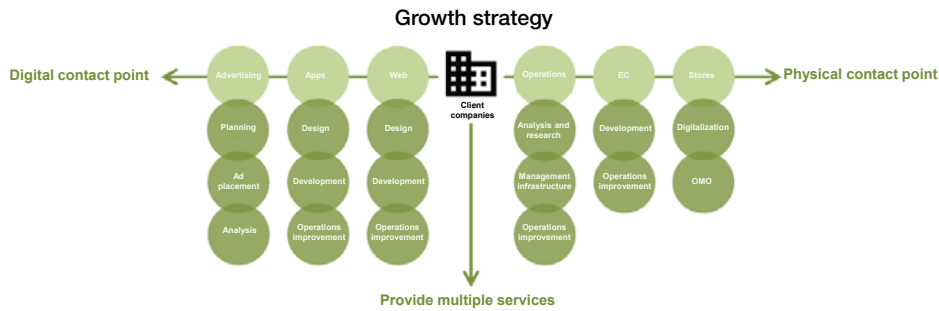 Growth strategy
Digital contact point
Advertising
Apps
Web
Client
companies
Operations
EC
Stores
Physical contact point
Planning
Design
Design
Analysis and
research
Development
Digitalization
Ad
placement
Development
Development
Management
infrastructure
Operations
improvement
OMO
Analysis
Operations
improvement
Operations
improvement
Operations
improvement
Provide multiple services